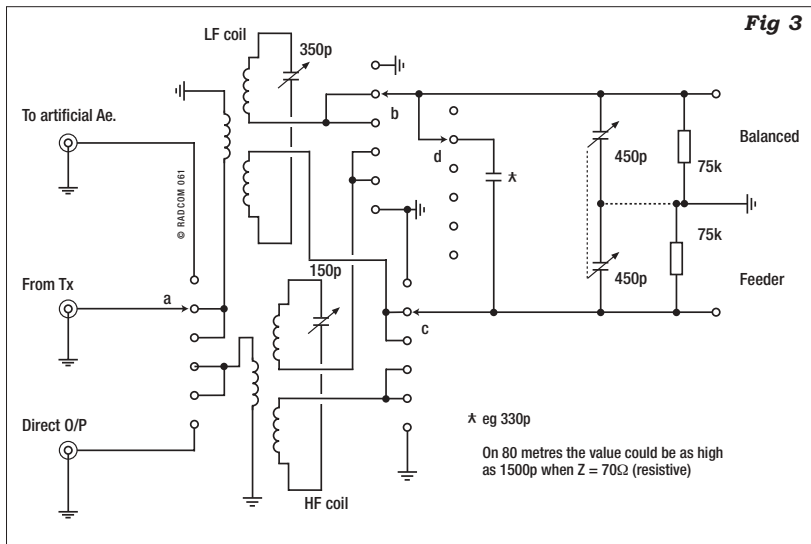 Fig 3
LF coil
350p
To artificial Ae.
b
Balanced
d
450p
75k
*
© RADCOM 061
75k
From Tx
150p
a
450p
Feeder
c
* eg 330p
Direct O/P
On 80 metres the value could be as high
as 1500p when Z = 70Ω (resistive)
HF coil